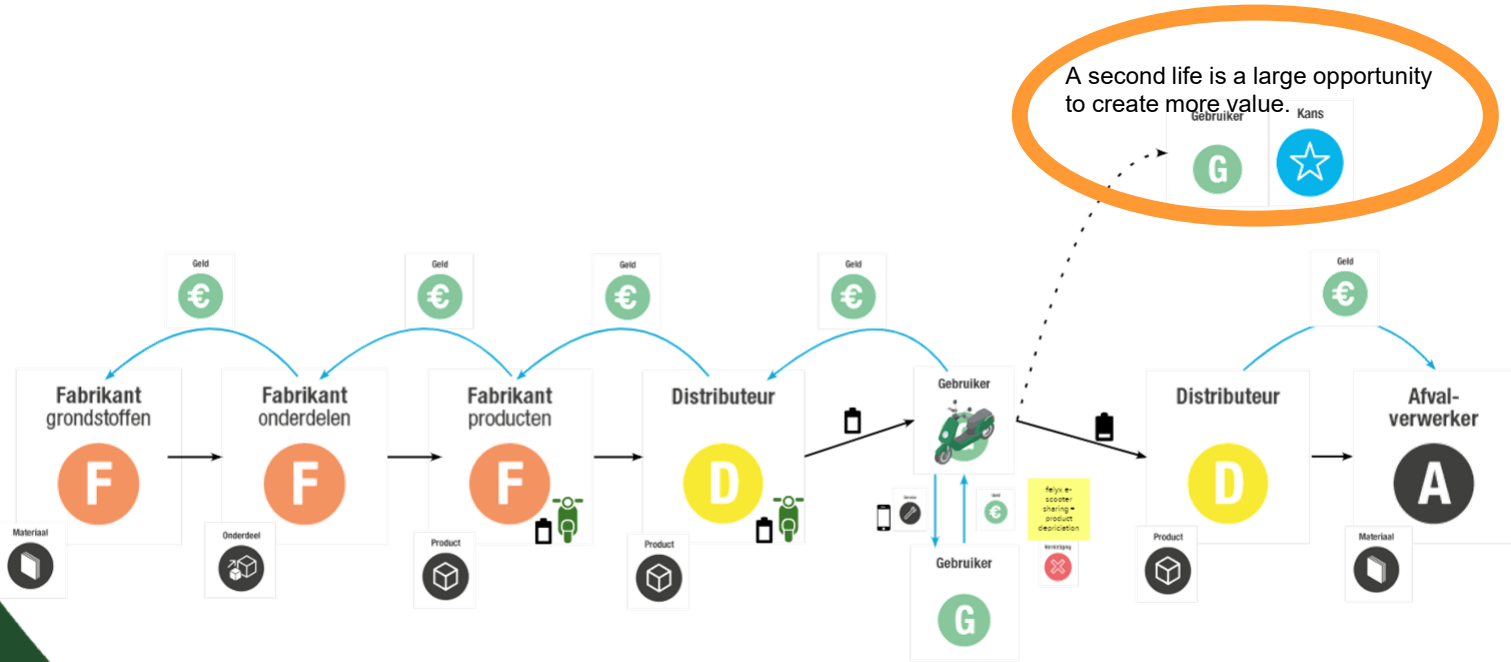 A second life is a large opportunity
to create more value.
Gebruiker
Kans
G
Geld
€
Geld
€
Geld
€
Geld
€
Geld
€
Fabrikant
grondstoffen
F
Materiaal
Fabrikant
onderdelen
F
Onderdeel
Fabrikant
producten
F
Product
Distributeur
D
Product
Gebruiker
Service
Geld
€
felyx e-
scooter
sharing =
product
depriciation
Vernietiging
Gebruiker
G
Distributeur
D
Product
Afval-
verwerker
A
Materiaal